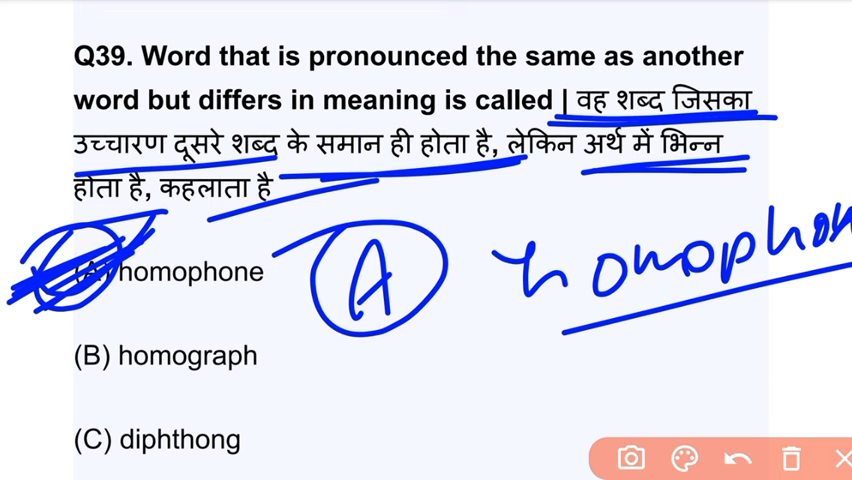 Q39. Word that is pronounced the same as another
word but differs in meaning is called | वह शब्द जिसका
उच्चारण दूसरे शब्द के समान ही होता है, लेकिन अर्थ में भिन्न
होता है, कहलाता है
(A) homophone
A homophon
(B) homograph
(C) diphthong